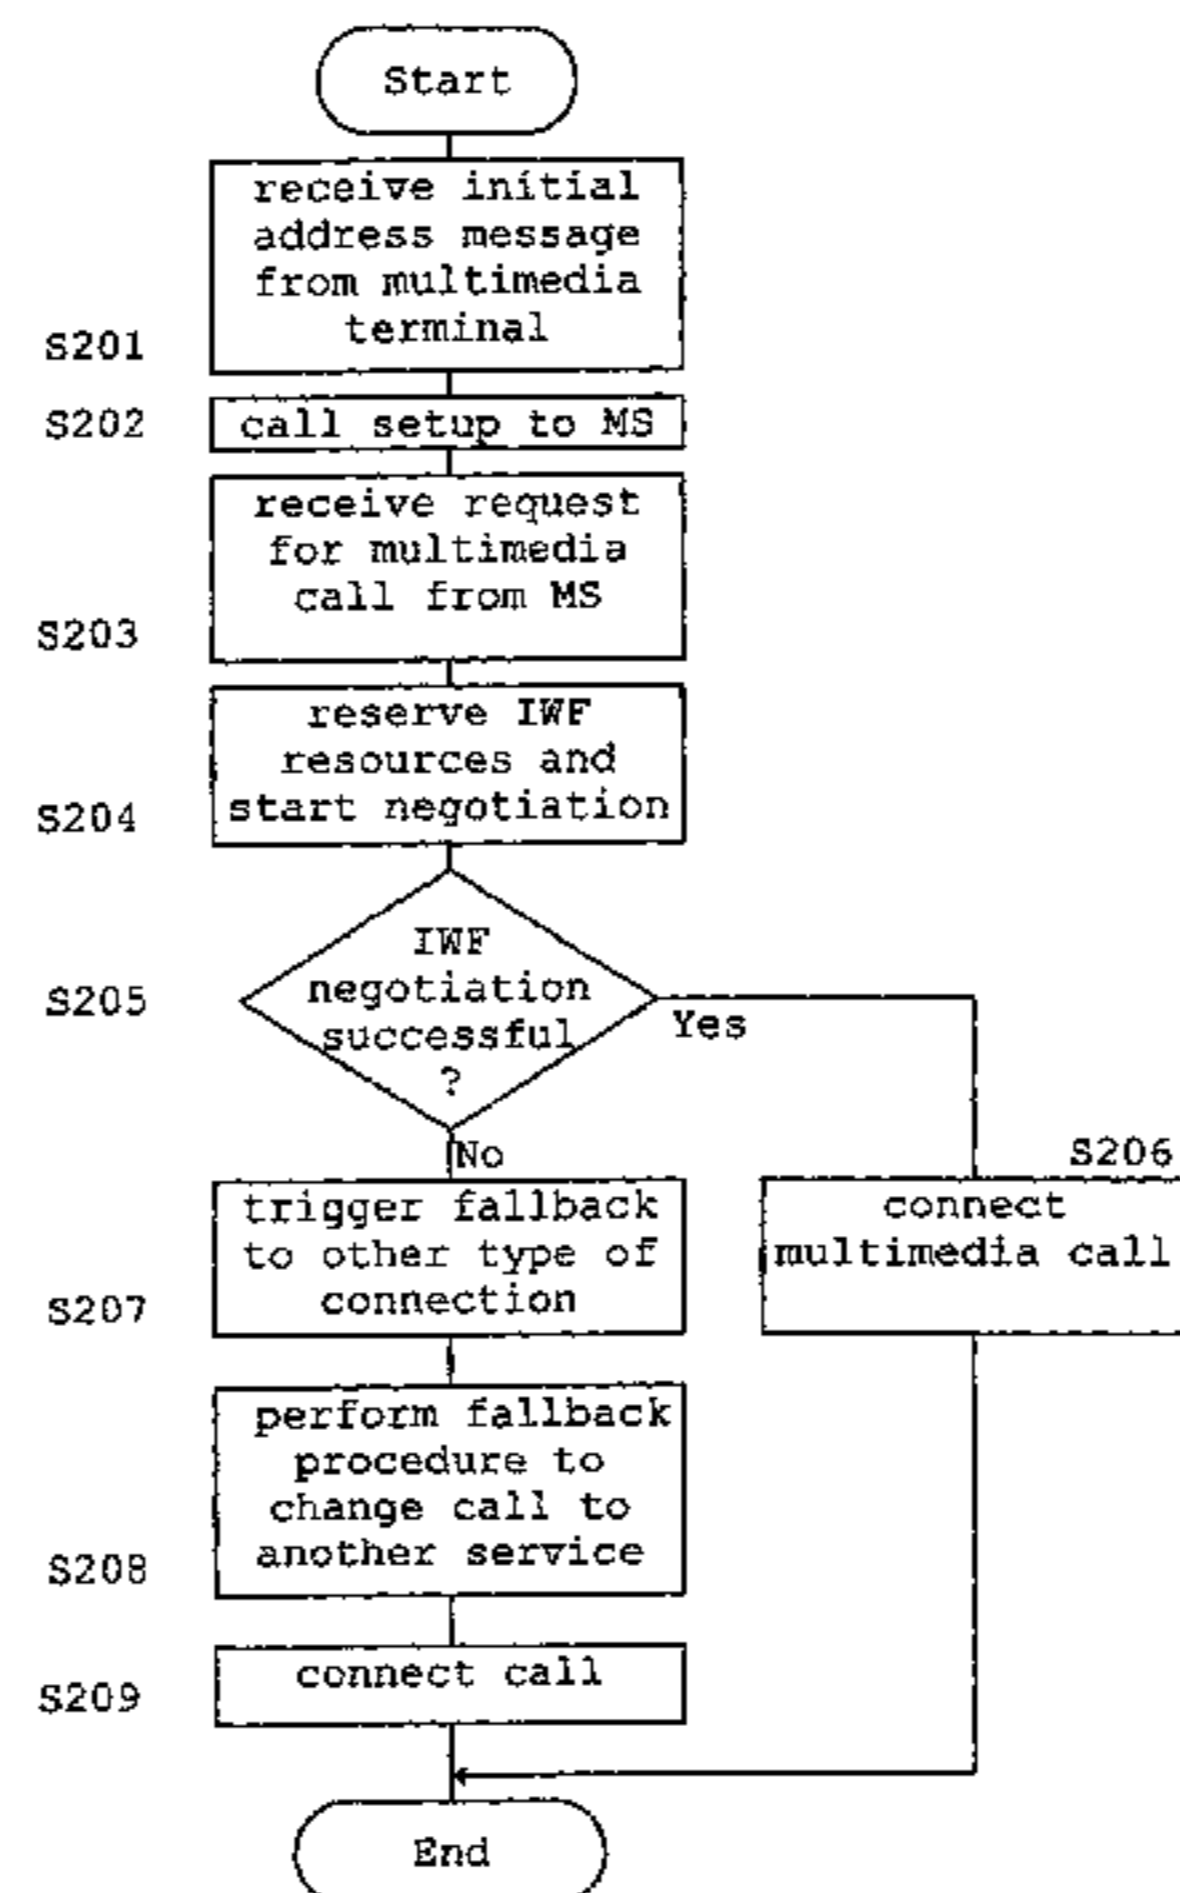 Start
receive initial
address message
from multimedia
terminal
S201
S202
call setup to MS
receive request
for multimedia
call from MS
S203
reserve IWF
resources and
start negotiation
S204
IWF
negotiation
successful
?
S205
Yes
No
S206
connect
multimedia call
trigger fallback
to other type of
connection
S207
perform fallback
procedure to
change call to
another service
S208
connect call
S209
End